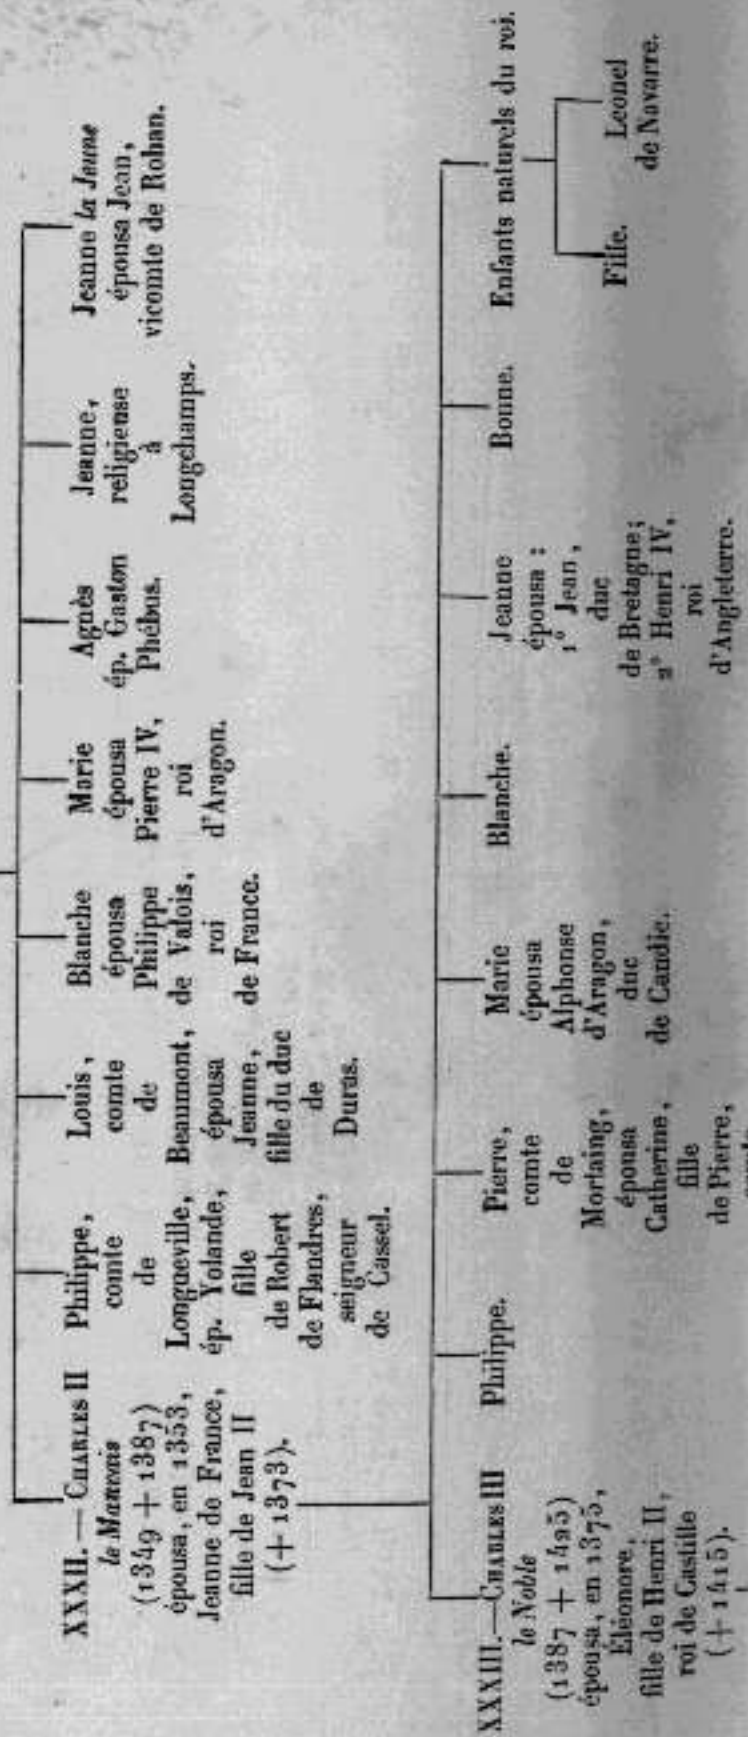 XXXII. — CHARLES II
le Mauvais
(1349 + 1387)
épousa, en 1353,
Jeanne de France,
fille de Jean II
(+ 1373).
Philippe,
comte
de
Longueville,
ép. Yolande,
fille
de Robert
de Flandres,
seigneur
de Cassel.
Louis,
comte
de
Beaumont,
épousa
Jeanne,
fille du duc
de
Duras.
Blanche
épousa
Philippe
de Valois,
roi
de France.
Marie
épousa
Pierre IV,
roi
d'Aragon.
Agnès
ép. Gaston
Phébus.
Jeanne,
religieuse
à
Longchamps.
Jeanne la Jeune
épousa Jean,
vicomte de Rohan.
XXXIII. — CHARLES III
le Noble
(1387 + 1425)
épousa, en 1375,
Eléonore,
fille de Henri II,
roi de Castille
(+ 1415).
Philippe.
Pierre,
comte
de
Mortaing,
épousa
Catherine,
fille
de Pierre,
Marie
épousa
Alphonse
d'Aragon,
duc
de Candie.
Blanche.
Jeanne
épousa :
1° Jean,
duc
de Bretagne;
2° Henri IV,
roi
d'Angleterre.
Bonne.
Enfants naturels du roi.
Fille.
Leonel
de Navarre.